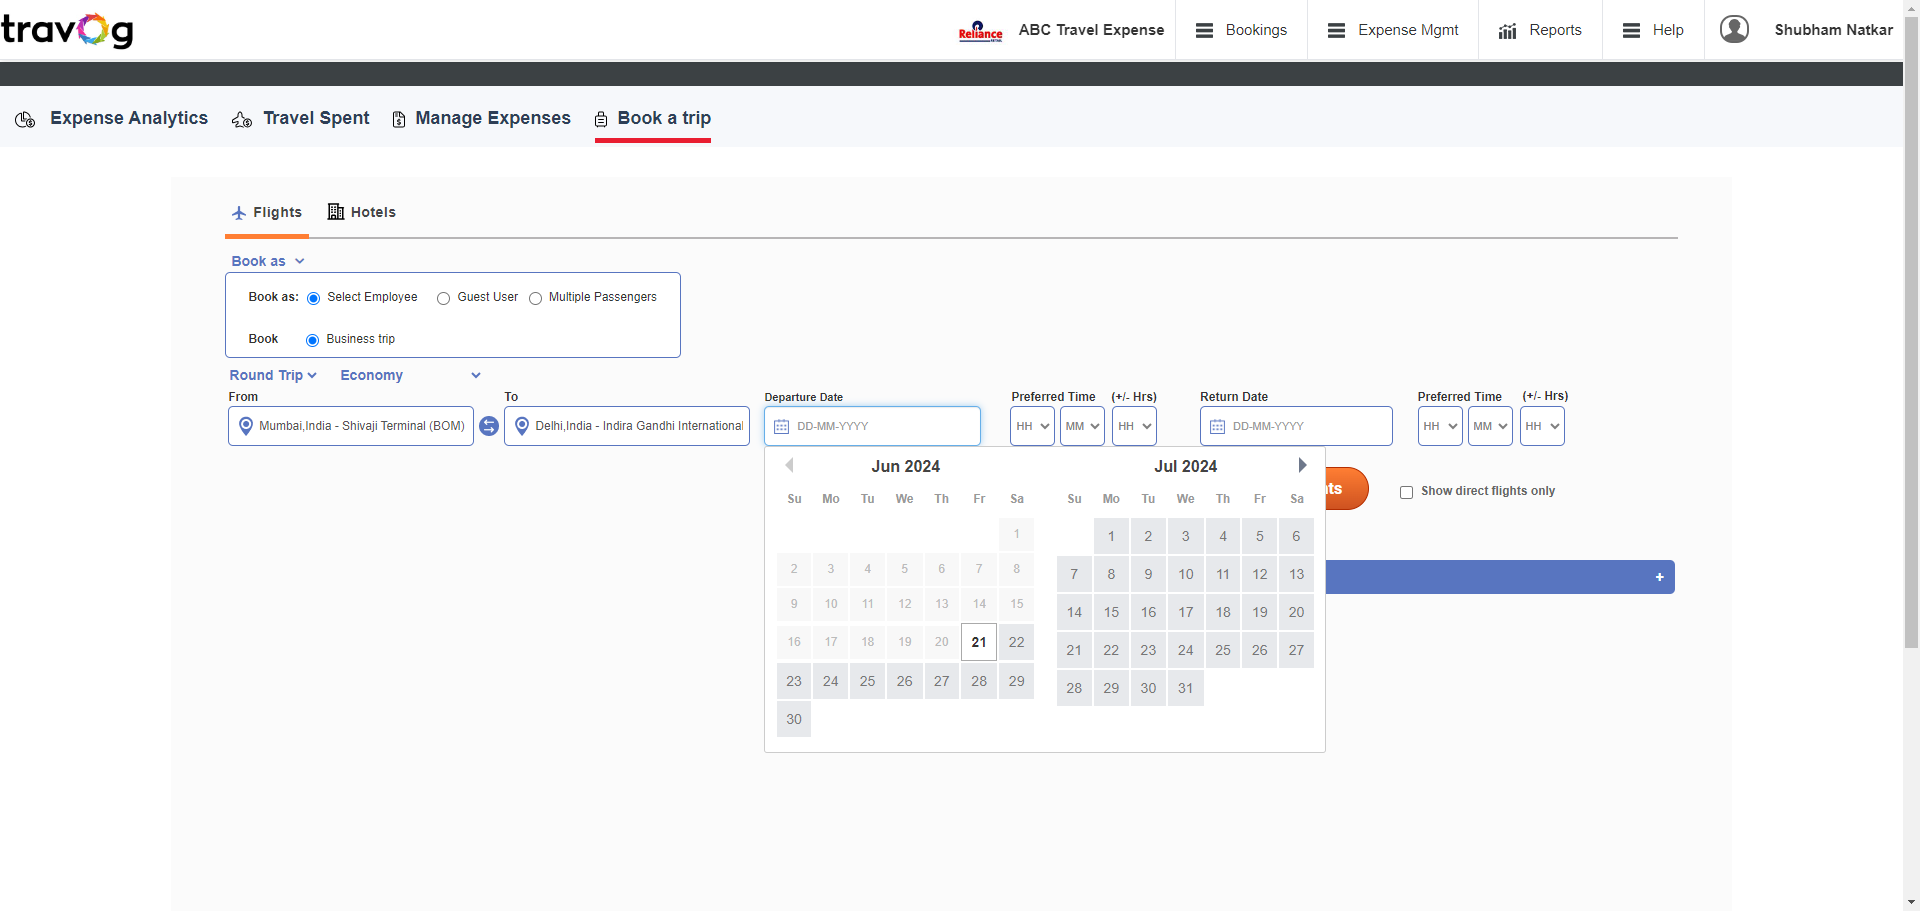 travog
Reliance
ABC Travel Expense
Bookings
Expense Mgmt
Reports
Help
Shubham Natkar
Expense Analytics
Travel Spent
Manage Expenses
Book a trip
Flights
Hotels
Book as
Book as: Select Employee Guest User Multiple Passengers
Book Business trip
Round Trip Economy
From To Departure Date Preferred Time (+/- Hrs) Return Date Preferred Time (+/- Hrs)
Mumbai,India - Shivaji Terminal (BOM) Delhi,India - Indira Gandhi International DD-MM-YYYY HH MM HH DD-MM-YYYY HH MM HH
Jun 2024
Su Mo Tu We Th Fr Sa
1
2 3 4 5 6 7 8
9 10 11 12 13 14 15
16 17 18 19 20 21 22
23 24 25 26 27 28 29
30
Jul 2024
Su Mo Tu We Th Fr Sa
1 2 3 4 5 6
7 8 9 10 11 12 13
14 15 16 17 18 19 20
21 22 23 24 25 26 27
28 29 30 31
ts
Show direct flights only
+